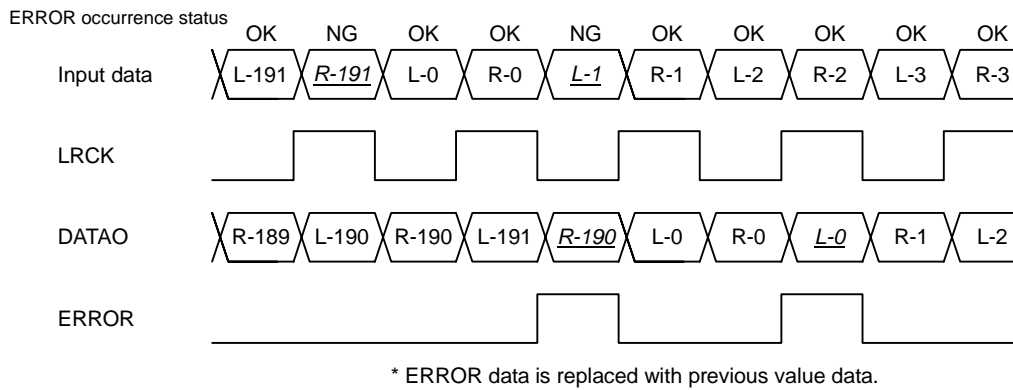 ERROR occurrence status
OK NG OK OK NG OK OK OK OK OK
Input data L-191 R-191 L-0 R-0 L-1 R-1 L-2 R-2 L-3 R-3
LRCK
DATAO R-189 L-190 R-190 L-191 R-190 L-0 R-0 L-0 R-1 L-2
ERROR
* ERROR data is replaced with previous value data.